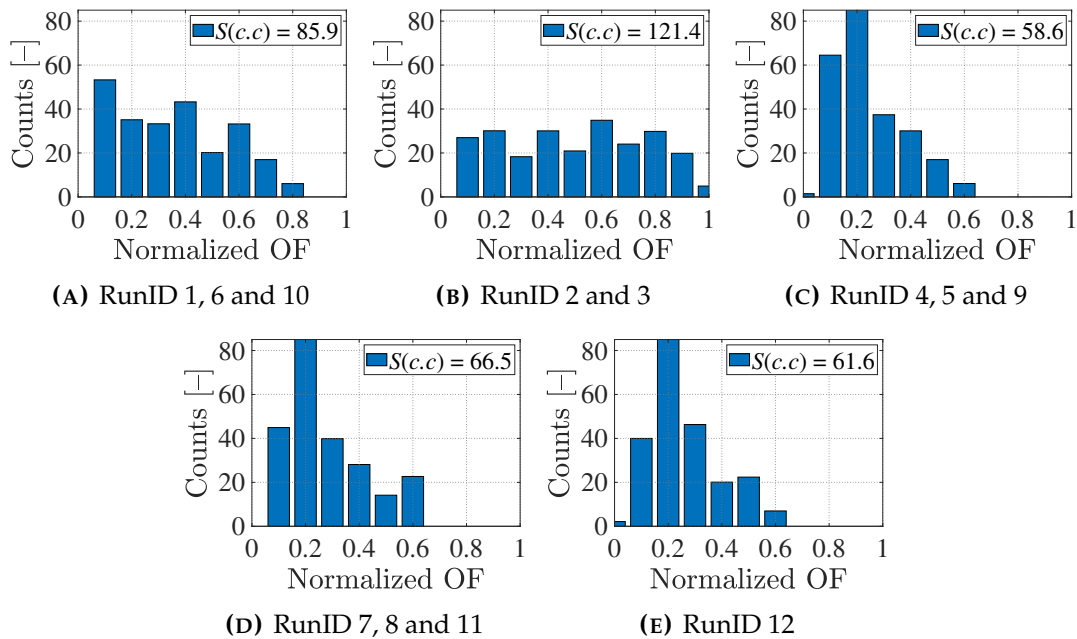 S(c.c) = 85.9
Counts [−]
80
60
40
20
0
0.2 0.4 0.6 0.8 1
Normalized OF
(A) RunID 1, 6 and 10
S(c.c) = 121.4
Counts [−]
80
60
40
20
0
0 0.2 0.4 0.6 0.8 1
Normalized OF
(B) RunID 2 and 3
S(c.c) = 58.6
Counts [−]
80
60
40
20
0
0 0.2 0.4 0.6 0.8 1
Normalized OF
(C) RunID 4, 5 and 9
S(c.c) = 66.5
Counts [−]
80
60
40
20
0
0 0.2 0.4 0.6 0.8 1
Normalized OF
(D) RunID 7, 8 and 11
S(c.c) = 61.6
Counts [−]
80
60
40
20
0
0 0.2 0.4 0.6 0.8 1
Normalized OF
(E) RunID 12